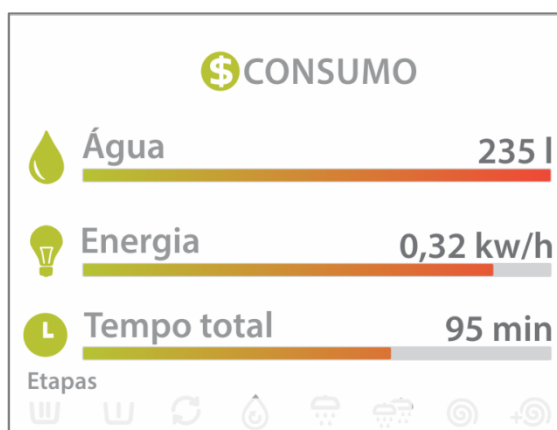 $ CONSUMO
Água 235 l
Energia 0,32 kw/h
Tempo total 95 min
Etapas